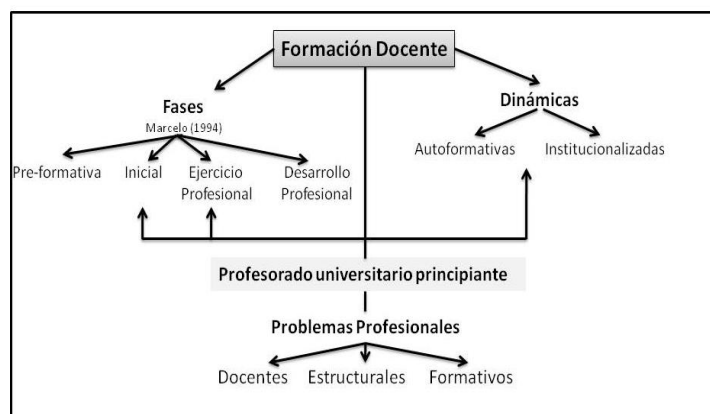 Formación Docente
Fases
Marcelo (1994)
Dinámicas
Autoformativas Institucionalizadas
Pre-formativa Inicial Ejercicio Profesional Desarrollo Profesional
Profesorado universitario principiante
Problemas Profesionales
Docentes Estructurales Formativos